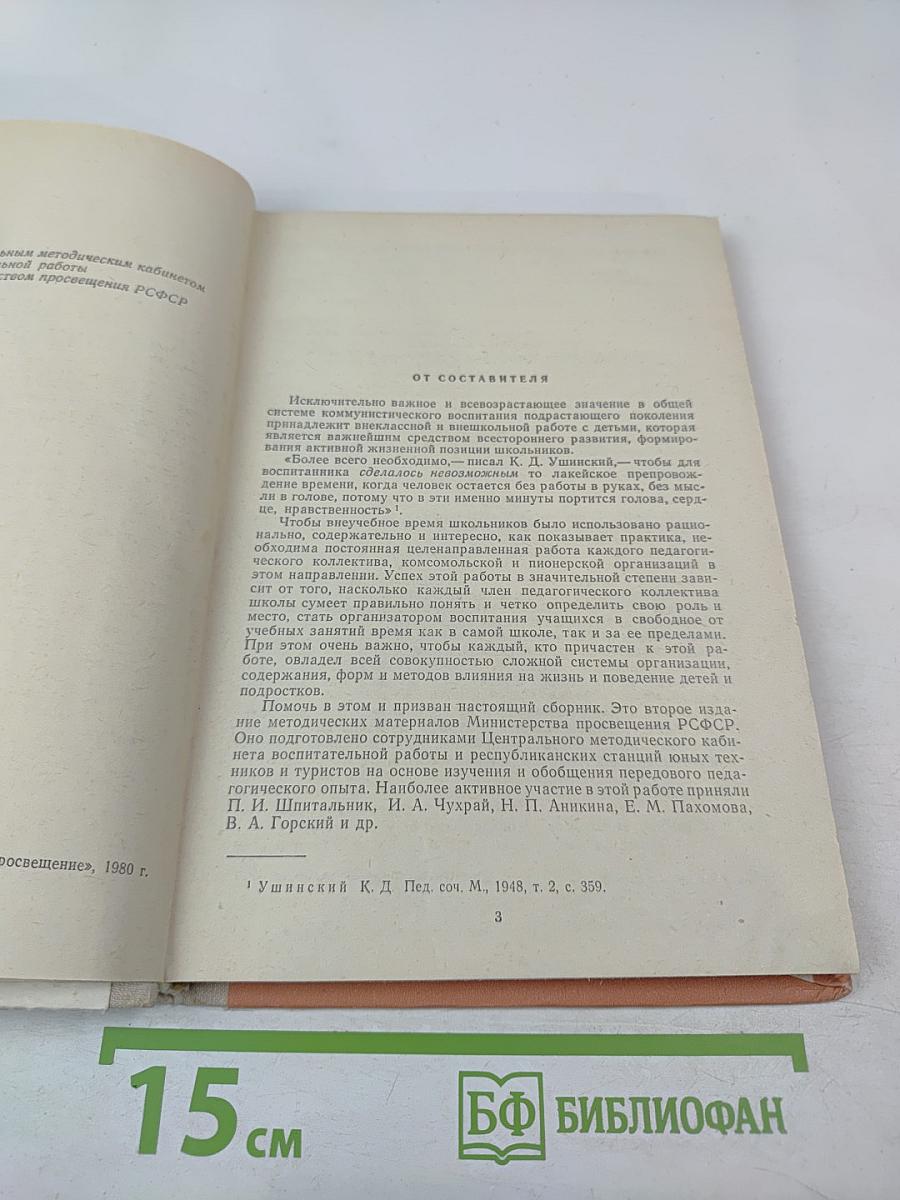 ьным методическим кабинетом
ьной работы
ством просвещения РСФСР
росвещение», 1980 г.
ОТ СОСТАВИТЕЛЯ
Исключительно важное и всевозрастающее значение в общей
системе коммунистического воспитания подрастающего поколения
принадлежит внеклассной и внешкольной работе с детьми, которая
является важнейшим средством всестороннего развития, формиро-
вания активной жизненной позиции школьников.
«Более всего необходимо,— писал К. Д. Ушинский,— чтобы для
воспитанника сделалось невозможным то лакейское препровож-
дение времени, когда человек остается без работы в руках, без мыс-
ли в голове, потому что в эти именно минуты портится голова, серд-
це, нравственность» ¹.
Чтобы внеучебное время школьников было использовано рацио-
нально, содержательно и интересно, как показывает практика, не-
обходима постоянная целенаправленная работа каждого педагоги-
ческого коллектива, комсомольской и пионерской организаций в
этом направлении. Успех этой работы в значительной степени зави-
сит от того, насколько каждый член педагогического коллектива
школы сумеет правильно понять и четко определить свою роль и
место, стать организатором воспитания учащихся в свободное от
учебных занятий время как в самой школе, так и за ее пределами.
При этом очень важно, чтобы каждый, кто причастен к этой ра-
боте, овладел всей совокупностью сложной системы организации,
содержания, форм и методов влияния на жизнь и поведение детей и
подростков.
Помочь в этом и призван настоящий сборник. Это второе изда-
ние методических материалов Министерства просвещения РСФСР.
Оно подготовлено сотрудниками Центрального методического каби-
нета воспитательной работы и республиканских станций юных тех-
ников и туристов на основе изучения и обобщения передового педа-
гогического опыта. Наиболее активное участие в этой работе приняли
П. И. Шпитальник, И. А. Чухрай, Н. П. Аникина, Е. М. Пахомова,
В. А. Горский и др.
¹ Ушинский К. Д Пед. соч. М., 1948, т. 2, с. 359.
3
15 см
БФ БИБЛИОФАН